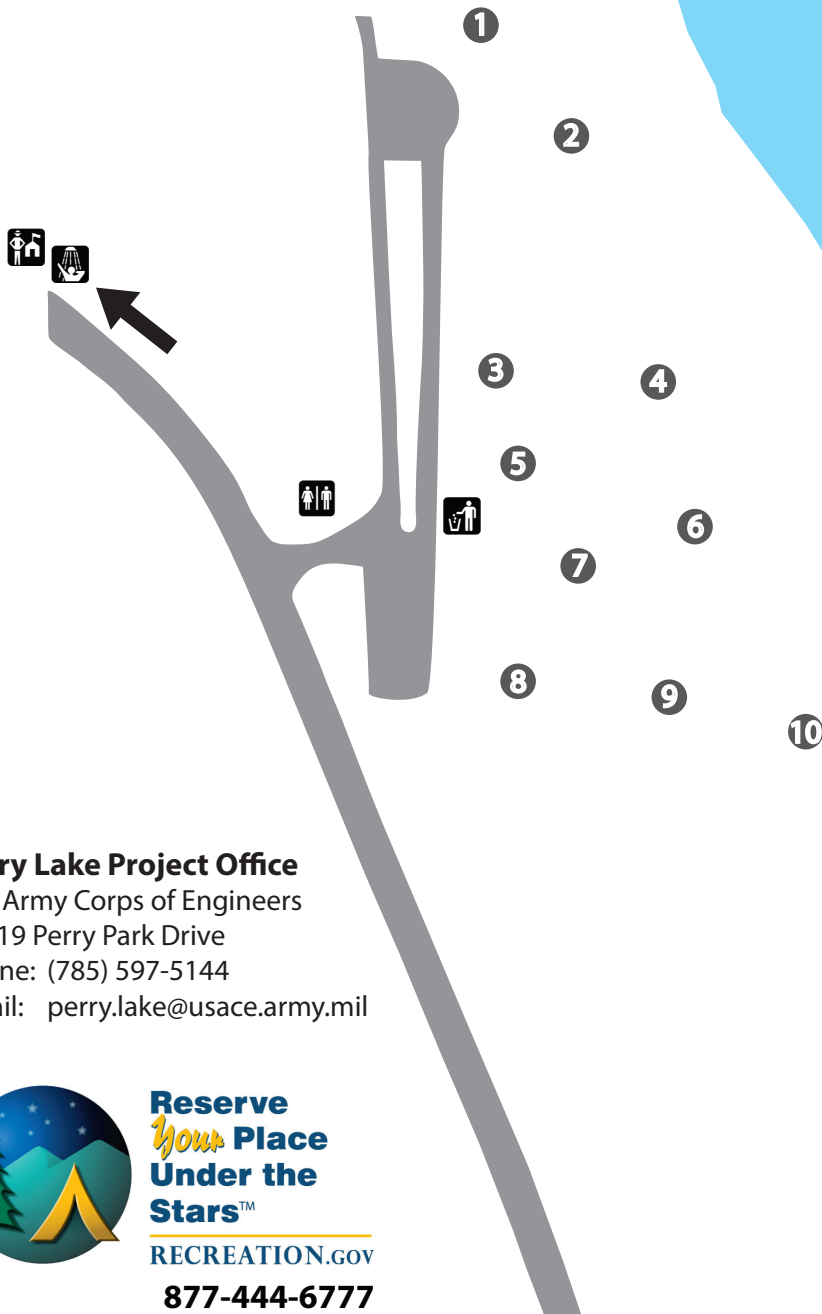 1
2
3
4
5
6
7
8
9
10
ry Lake Project Office
Army Corps of Engineers
19 Perry Park Drive
ne: (785) 597-5144
il: perry.lake@usace.army.mil
Reserve
Your Place
Under the
Stars™
RECREATION.GOV
877-444-6777